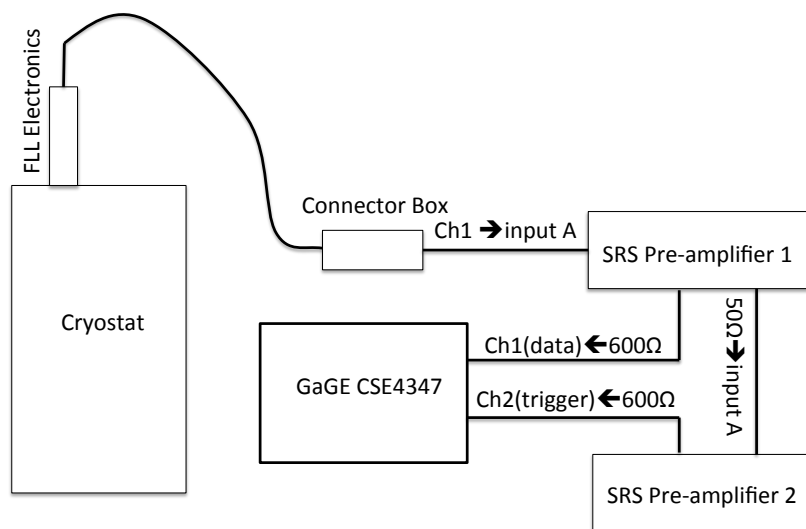 FLL Electronics
Connector Box
Ch1 🡺input A
SRS Pre-amplifier 1
Cryostat
Ch1(data)🡸600Ω
50Ω🡺input A
GaGE CSE4347
Ch2(trigger)🡸600Ω
SRS Pre-amplifier 2